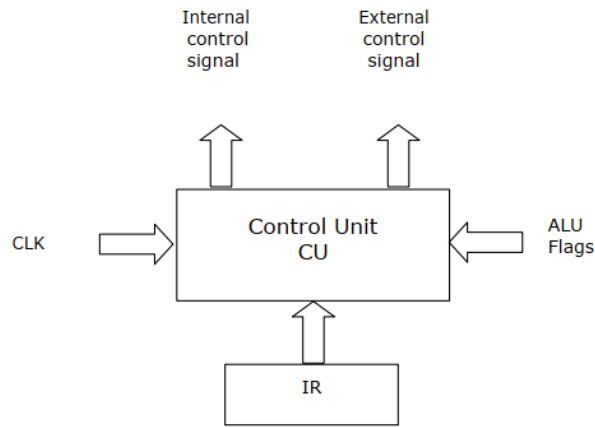 Internal
control
signal
External
control
signal
CLK
Control Unit
CU
ALU
Flags
IR